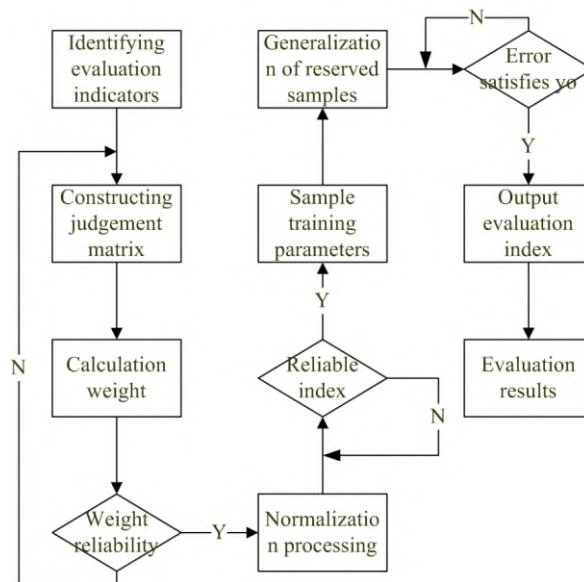 Identifying
evaluation
indicators
Constructing
judgement
matrix
Calculation
weight
N
Weight
reliability
Y
Normalizatio
n processing
N
Reliable
index
Y
Sample
training
parameters
Generalizatio
n of reserved
samples
N
Error
satisfies yo
Y
Output
evaluation
index
Evaluation
results